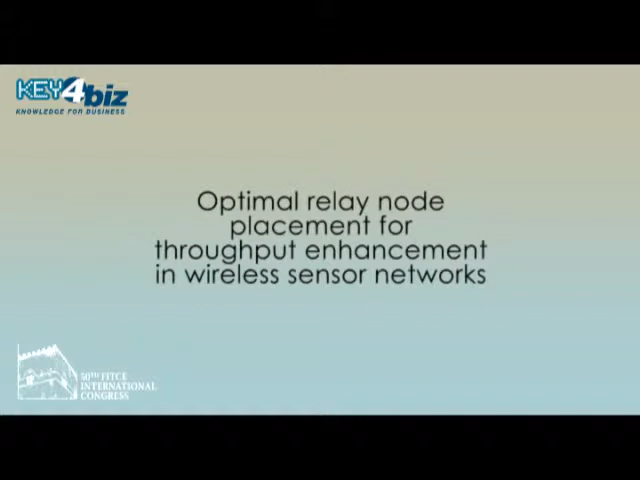 KEY4biz
KNOWLEDGE FOR BUSINESS
Optimal relay node
placement for
throughput enhancement
in wireless sensor networks
50TH FITCE
INTERNATIONAL
CONGRESS